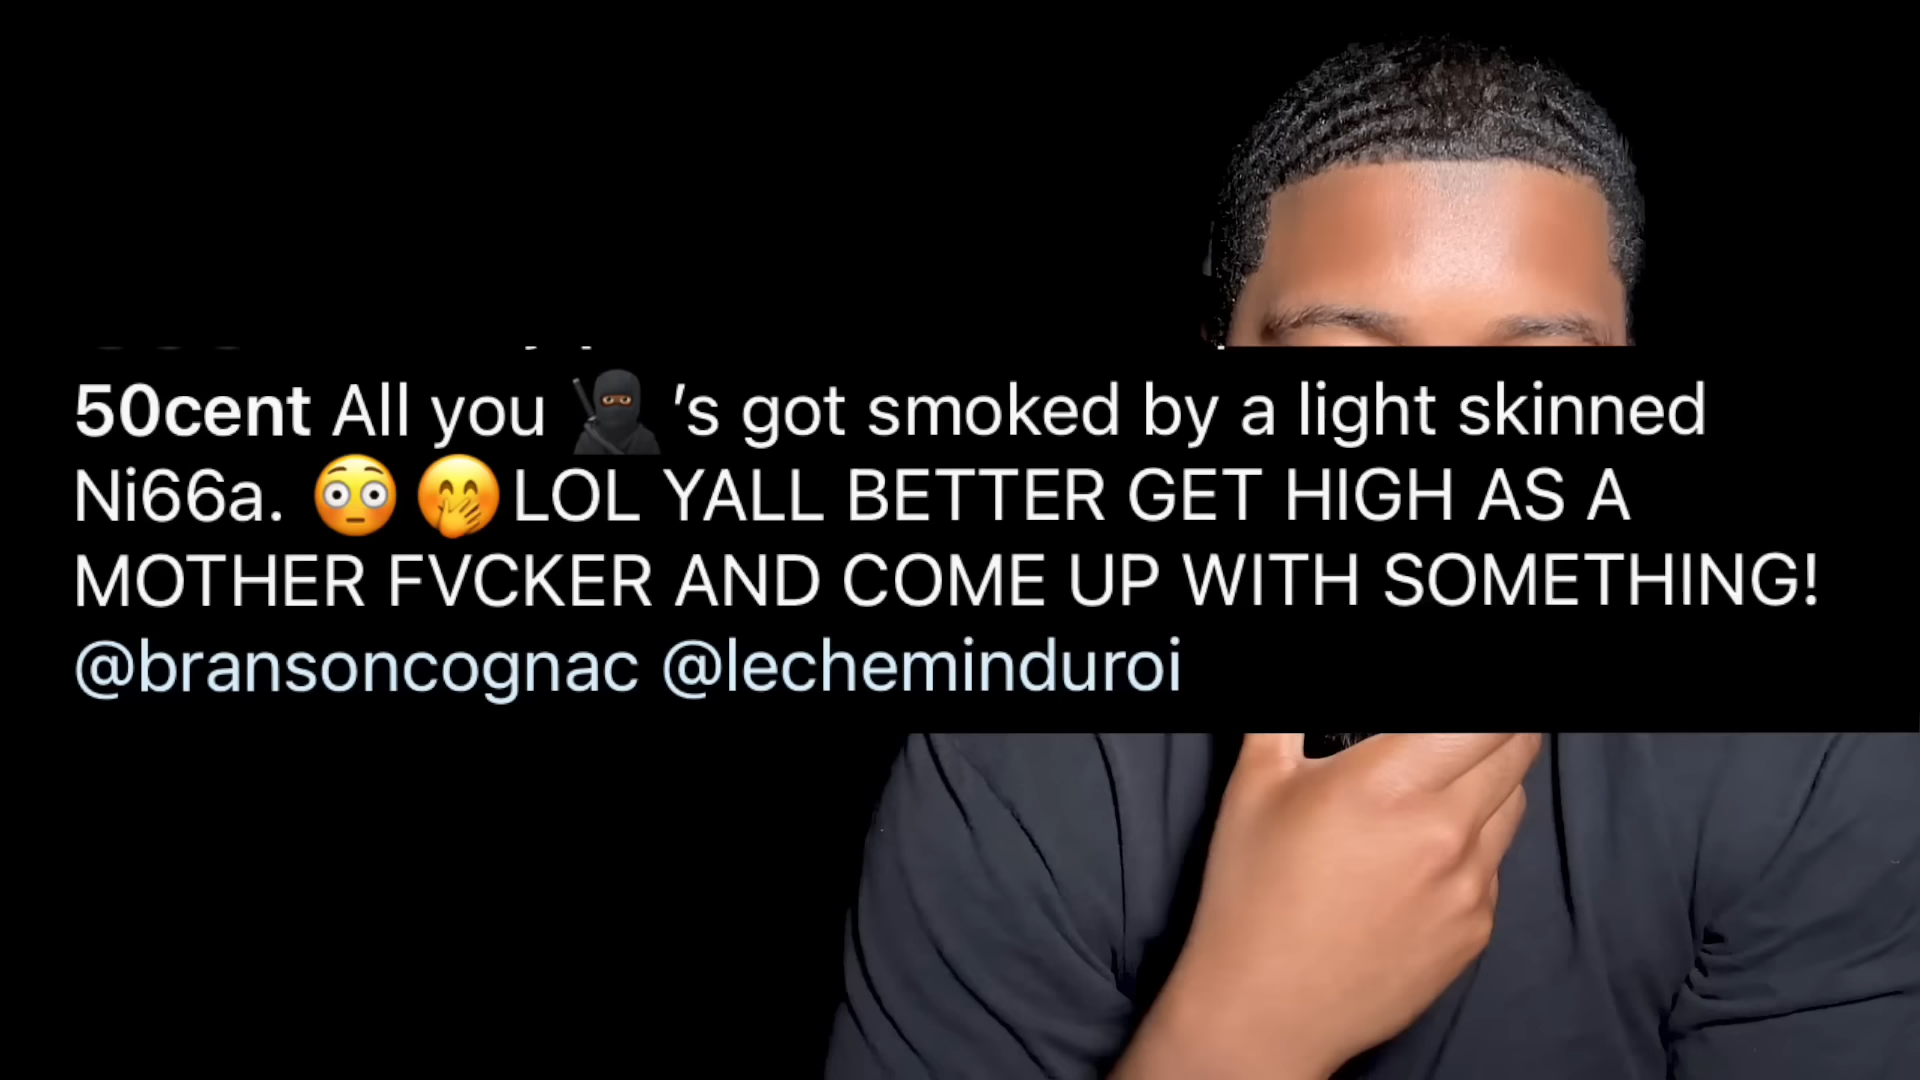 50cent All you 🥷🏿's got smoked by a light skinned
Ni66a. 😳 🤭LOL YALL BETTER GET HIGH AS A
MOTHER FVCKER AND COME UP WITH SOMETHING!
@bransoncognac @lecheminduroi